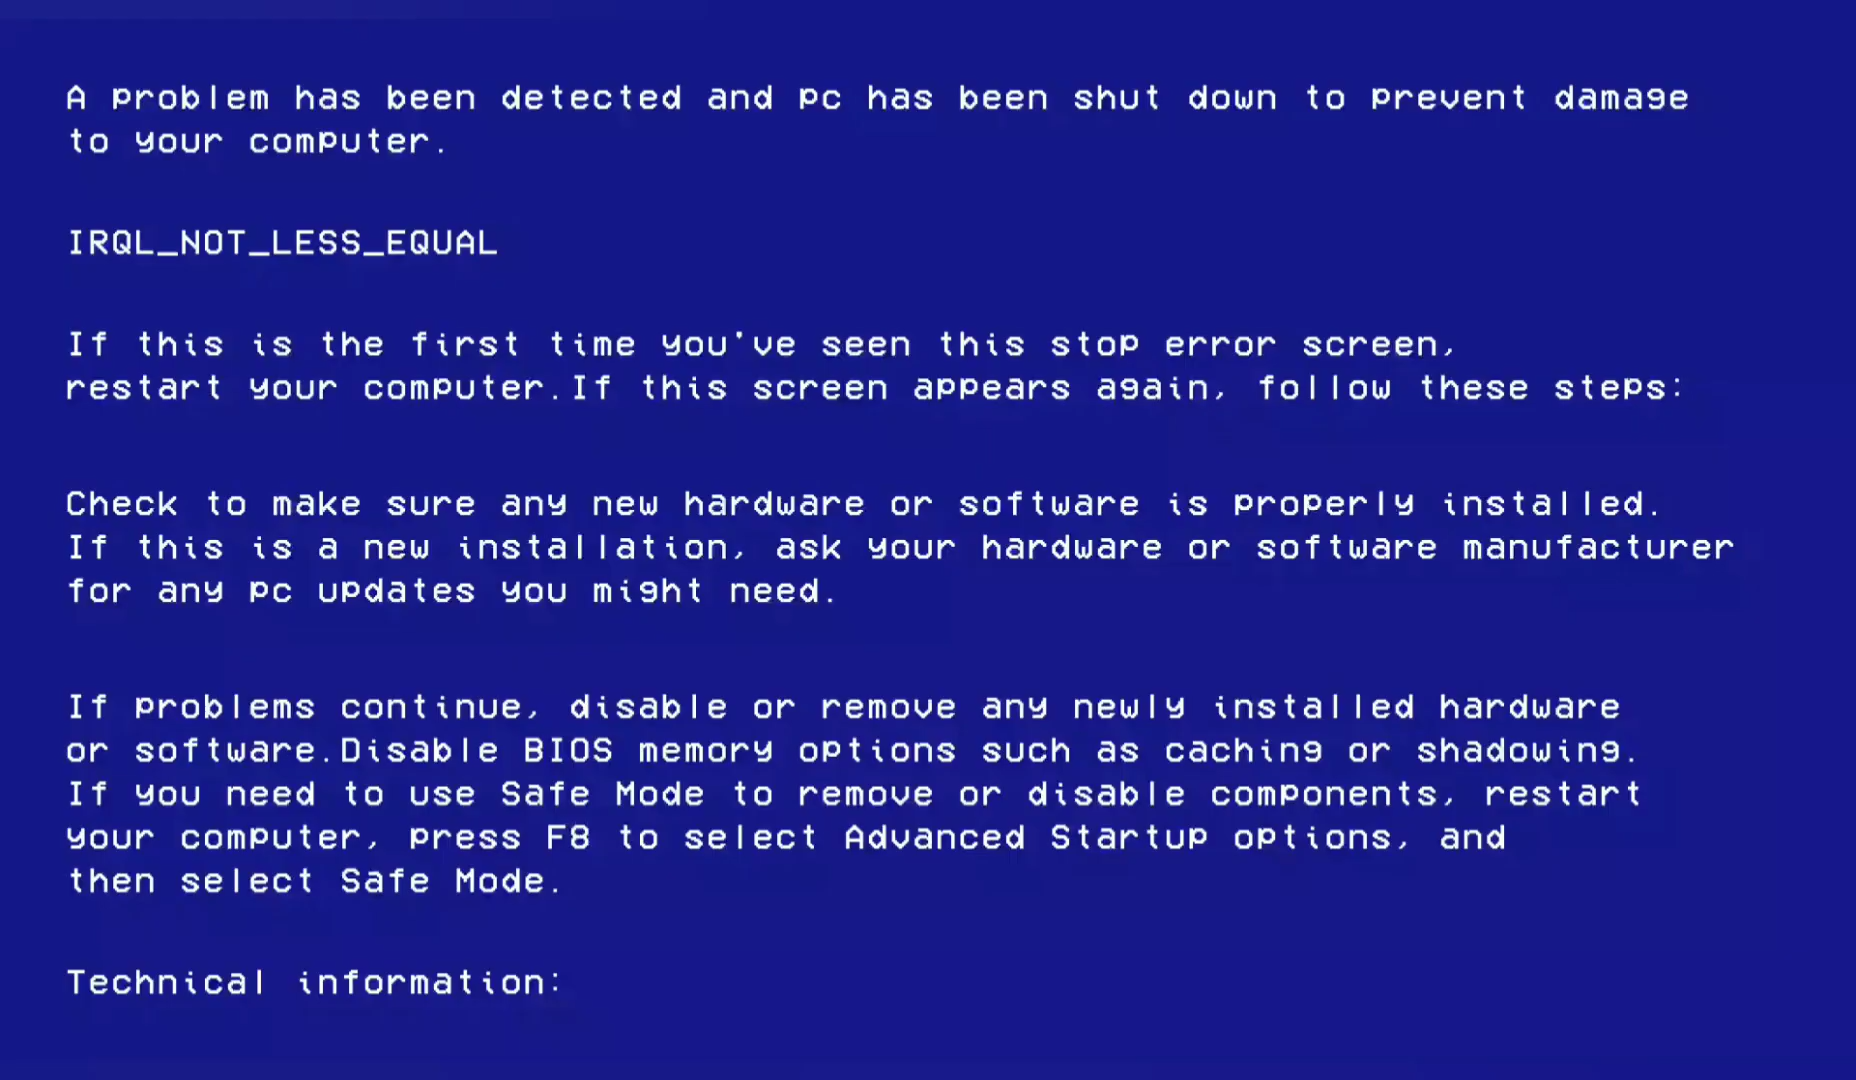 A problem has been detected and pc has been shut down to prevent damage
to your computer.
IRQL_NOT_LESS_EQUAL
If this is the first time you've seen this stop error screen,
restart your computer.If this screen appears again, follow these steps:
Check to make sure any new hardware or software is properly installed.
If this is a new installation, ask your hardware or software manufacturer
for any pc updates you might need.
If problems continue, disable or remove any newly installed hardware
or software.Disable BIOS memory options such as caching or shadowing.
If you need to use Safe Mode to remove or disable components, restart
your computer, press F8 to select Advanced Startup options, and
then select Safe Mode.
Technical information: